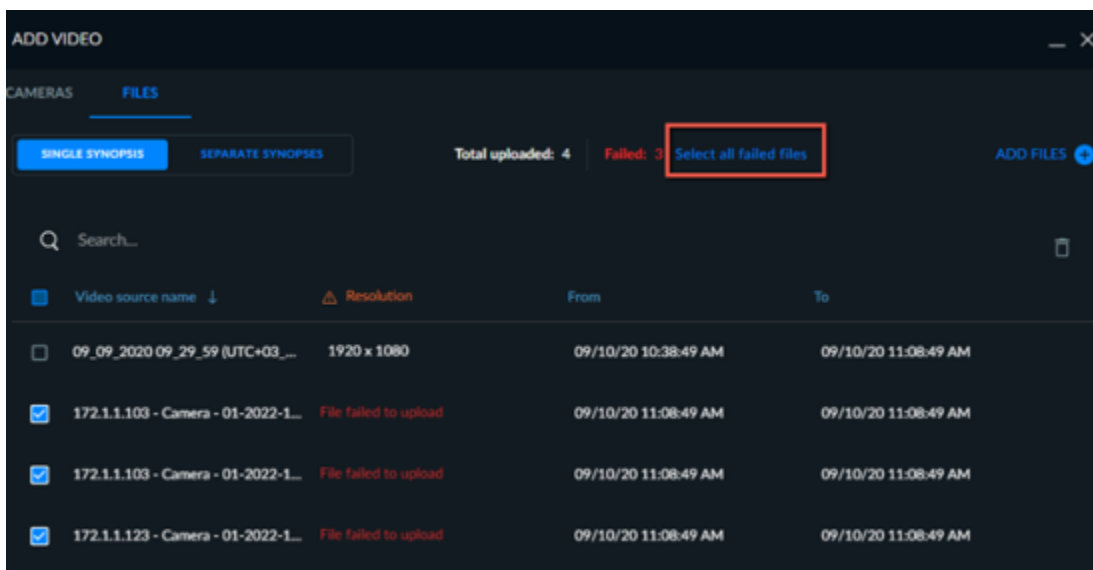 ADD VIDEO
CAMERAS FILES
SINGLE SYNOPSIS SEPARATE SYNOPSES Total uploaded: 4 Failed: 3 Select all failed files ADD FILES
Search...
Video source name ↓ Resolution From To
09_09_2020 09_29_59 (UTC+03_... 1920 x 1080 09/10/20 10:38:49 AM 09/10/20 11:08:49 AM
172.1.1.103 - Camera - 01-2022-1... File failed to upload 09/10/20 11:08:49 AM 09/10/20 11:08:49 AM
172.1.1.103 - Camera - 01-2022-1... File failed to upload 09/10/20 11:08:49 AM 09/10/20 11:08:49 AM
172.1.1.123 - Camera - 01-2022-1... File failed to upload 09/10/20 11:08:49 AM 09/10/20 11:08:49 AM